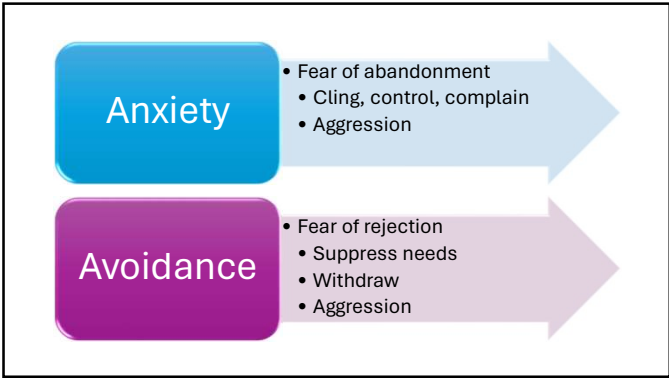 Anxiety
• Fear of abandonment
• Cling, control, complain
• Aggression
Avoidance
• Fear of rejection
• Suppress needs
• Withdraw
• Aggression